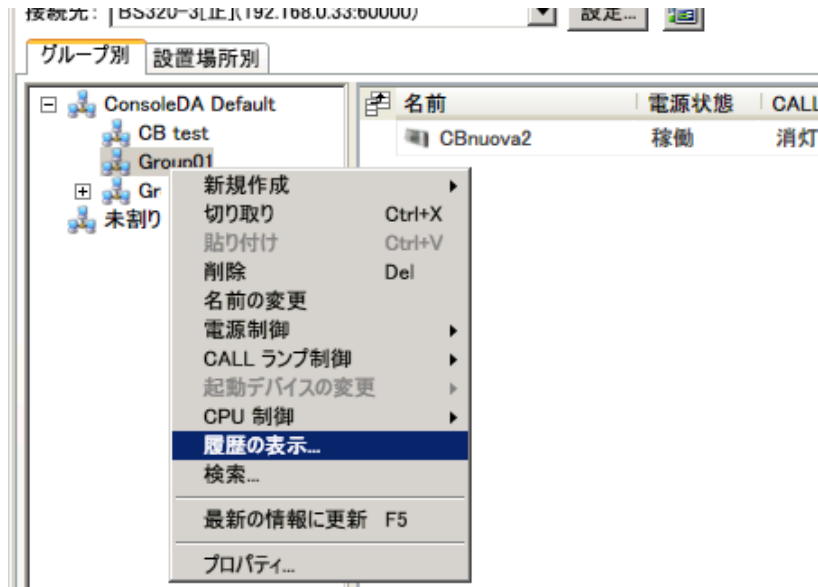 接続先: BS320-3[正](192.168.0.33:60000) 設定...
グループ別 設置場所別
ConsoleDA Default
CB test
Group01
Gr
未割り
名前 電源状態 CALL
CBnuova2 稼働 消灯
新規作成
切り取り Ctrl+X
貼り付け Ctrl+V
削除 Del
名前の変更
電源制御
CALL ランプ制御
起動デバイスの変更
CPU 制御
履歴の表示...
検索...
最新の情報に更新 F5
プロパティ...